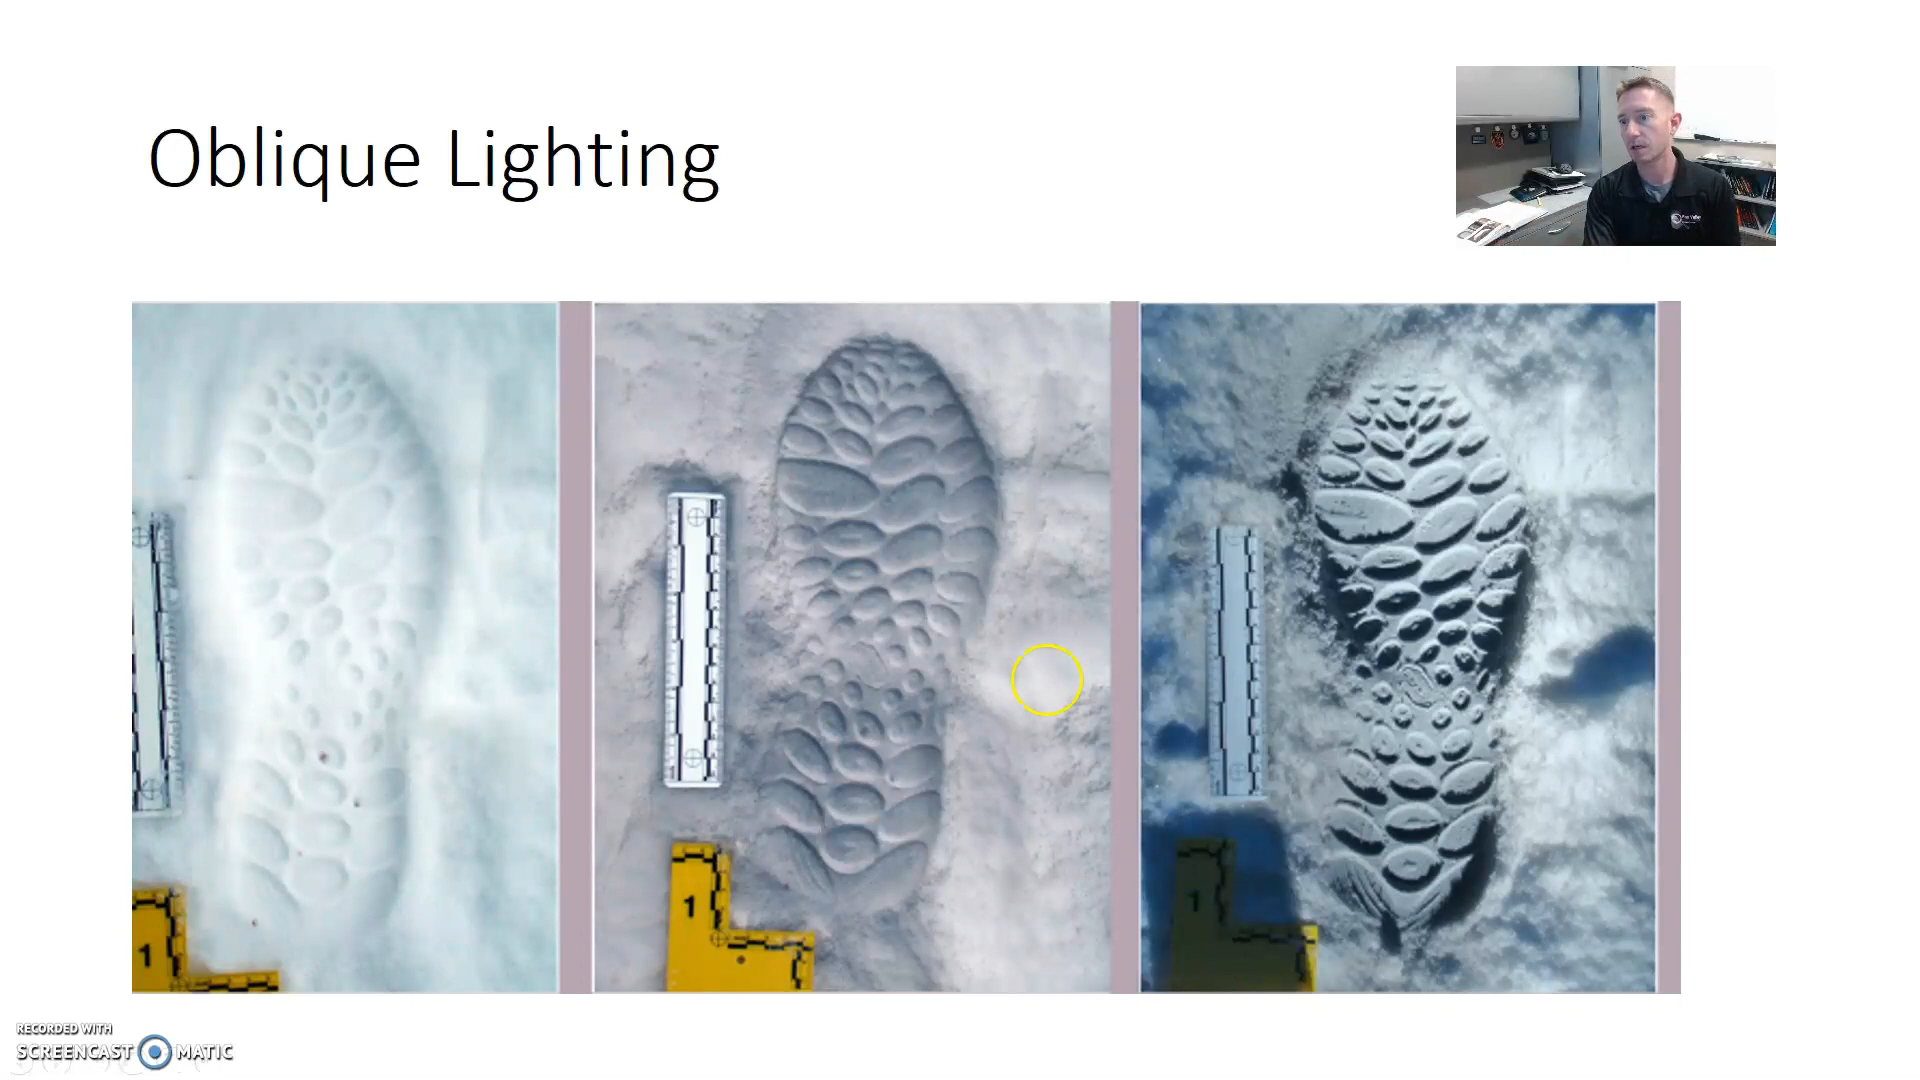 Oblique Lighting
1
1
1
RECORDED WITH
SCREENCAST MATIC